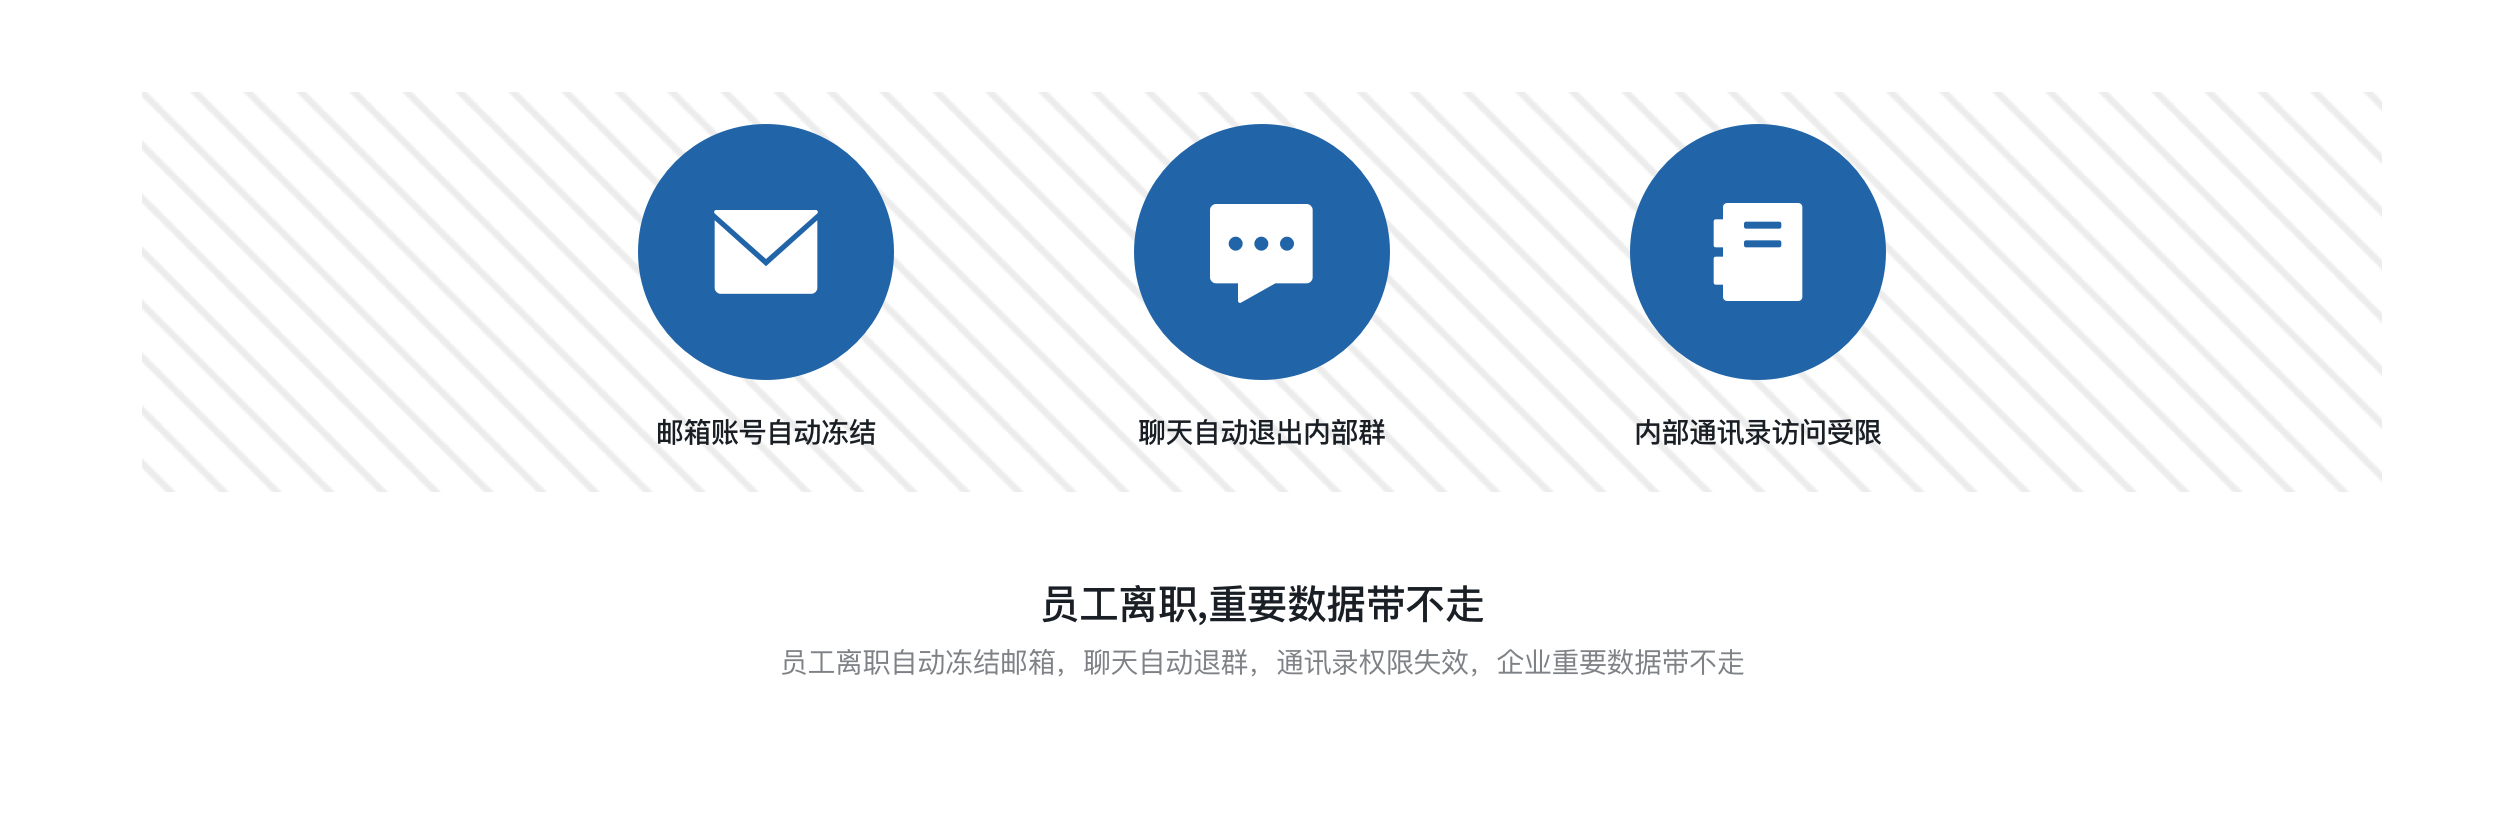 邮箱账号自动冻结
聊天自动退出群
内部通讯录访问受限
员工离职，重要数据带不走
员工离职自动冻结邮箱，聊天自动退群，通讯录权限失效，企业重要数据带不走